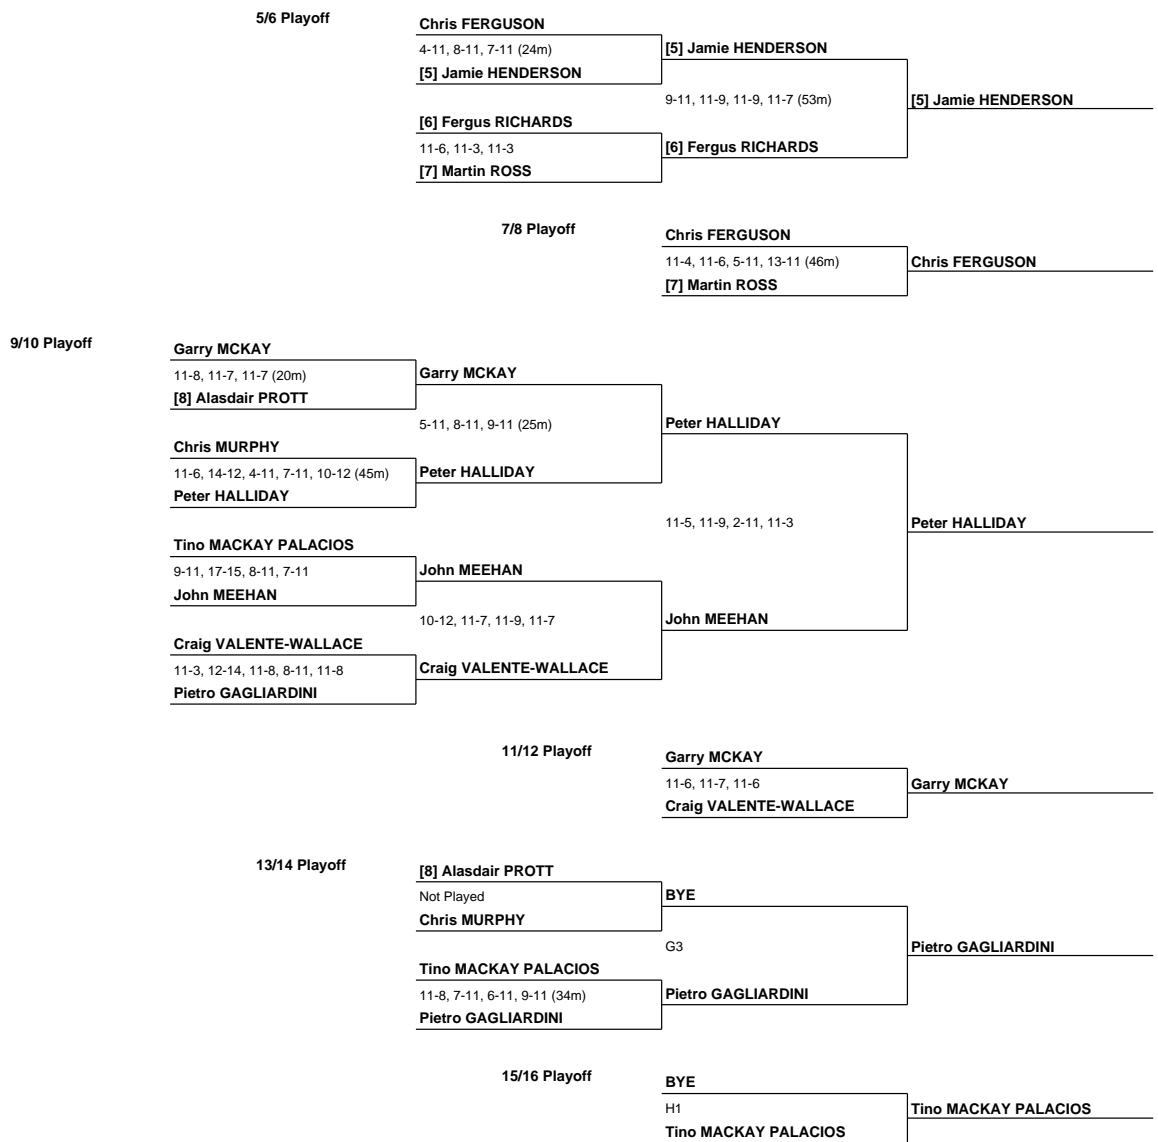 5/6 Playoff
Chris FERGUSON
4-11, 8-11, 7-11 (24m)
[5] Jamie HENDERSON
[5] Jamie HENDERSON
9-11, 11-9, 11-9, 11-7 (53m)
[5] Jamie HENDERSON
[6] Fergus RICHARDS
11-6, 11-3, 11-3
[6] Fergus RICHARDS
[7] Martin ROSS
7/8 Playoff
Chris FERGUSON
11-4, 11-6, 5-11, 13-11 (46m)
Chris FERGUSON
[7] Martin ROSS
9/10 Playoff
Garry MCKAY
11-8, 11-7, 11-7 (20m)
Garry MCKAY
[8] Alasdair PROTT
5-11, 8-11, 9-11 (25m)
Peter HALLIDAY
Chris MURPHY
11-6, 14-12, 4-11, 7-11, 10-12 (45m)
Peter HALLIDAY
Peter HALLIDAY
11-5, 11-9, 2-11, 11-3
Peter HALLIDAY
Tino MACKAY PALACIOS
9-11, 17-15, 8-11, 7-11
John MEEHAN
John MEEHAN
10-12, 11-7, 11-9, 11-7
John MEEHAN
Craig VALENTE-WALLACE
11-3, 12-14, 11-8, 8-11, 11-8
Craig VALENTE-WALLACE
Pietro GAGLIARDINI
11/12 Playoff
Garry MCKAY
11-6, 11-7, 11-6
Garry MCKAY
Craig VALENTE-WALLACE
13/14 Playoff
[8] Alasdair PROTT
Not Played
BYE
Chris MURPHY
G3
Pietro GAGLIARDINI
Tino MACKAY PALACIOS
11-8, 7-11, 6-11, 9-11 (34m)
Pietro GAGLIARDINI
Pietro GAGLIARDINI
15/16 Playoff
BYE
H1
Tino MACKAY PALACIOS
Tino MACKAY PALACIOS